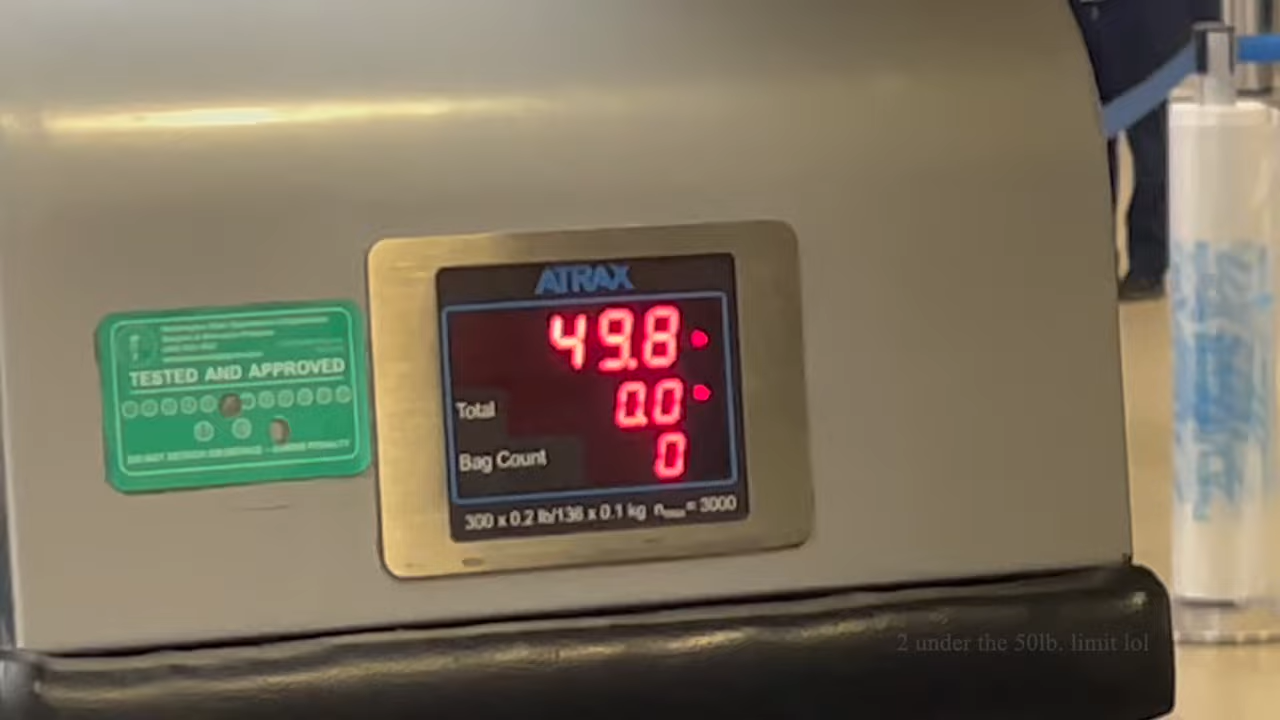 ATRAX
49.8
Total 0.0
Bag Count 0
300 x 0.2 lb/136 x 0.1 kg nmax= 3000
TESTED AND APPROVED
2 under the 50lb. limit lol